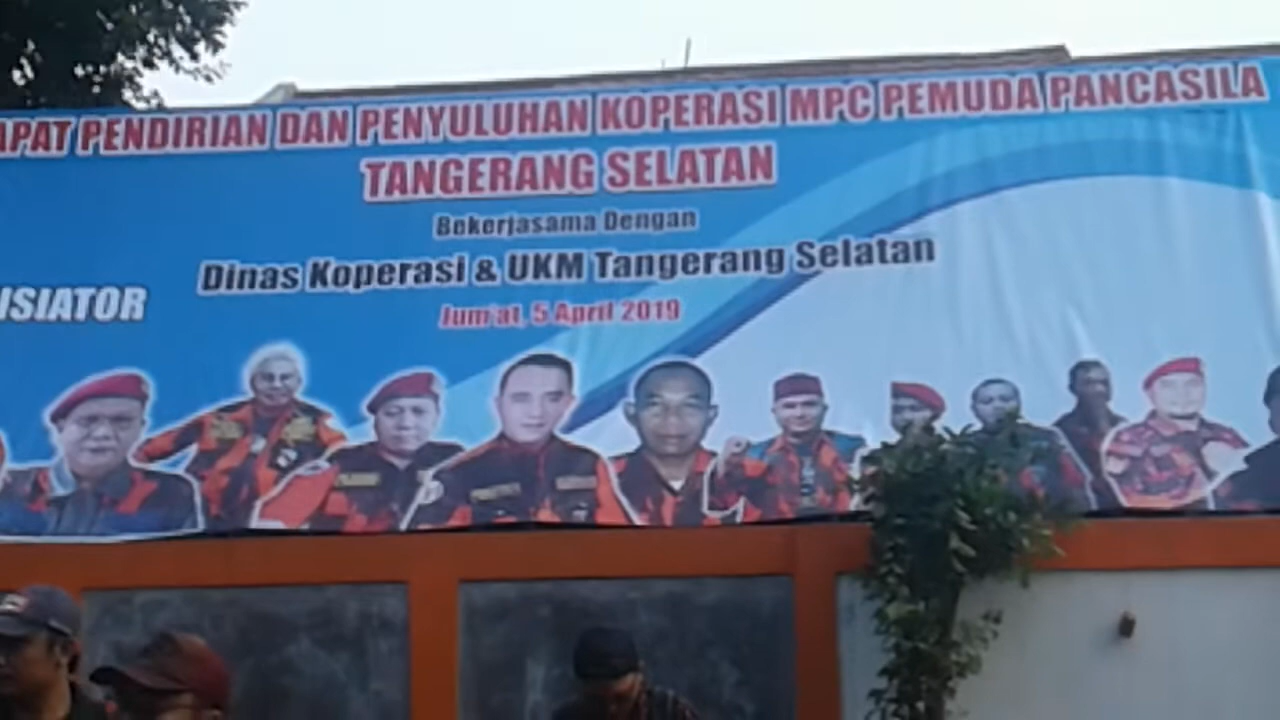 APAT PENDIRIAN DAN PENYULUHAN KOPERASI MPC PEMUDA PANCASILA
TANGERANG SELATAN
Bekerjasama Dengan
Dinas Koperasi & UKM Tangerang Selatan
Jum'at, 5 April 2019
ISIATOR